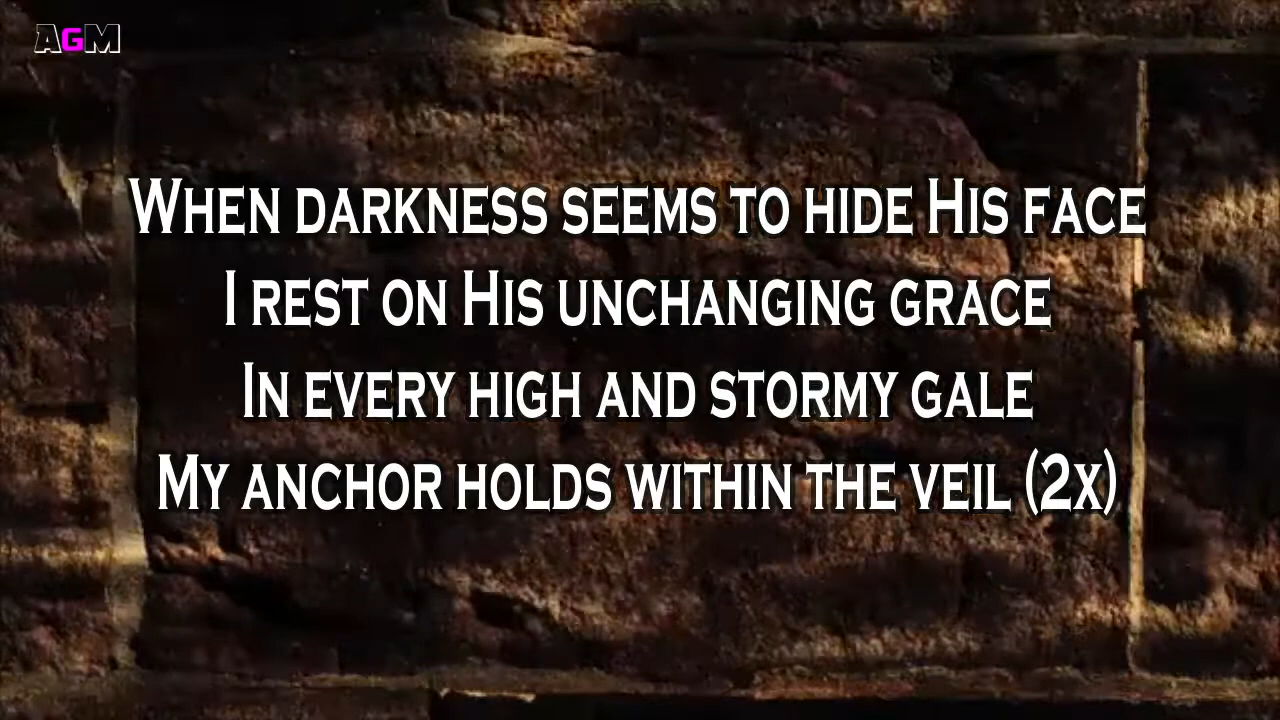 AGM
When darkness seems to hide His face
I rest on His unchanging grace
In every high and stormy gale
My anchor holds within the veil (2x)